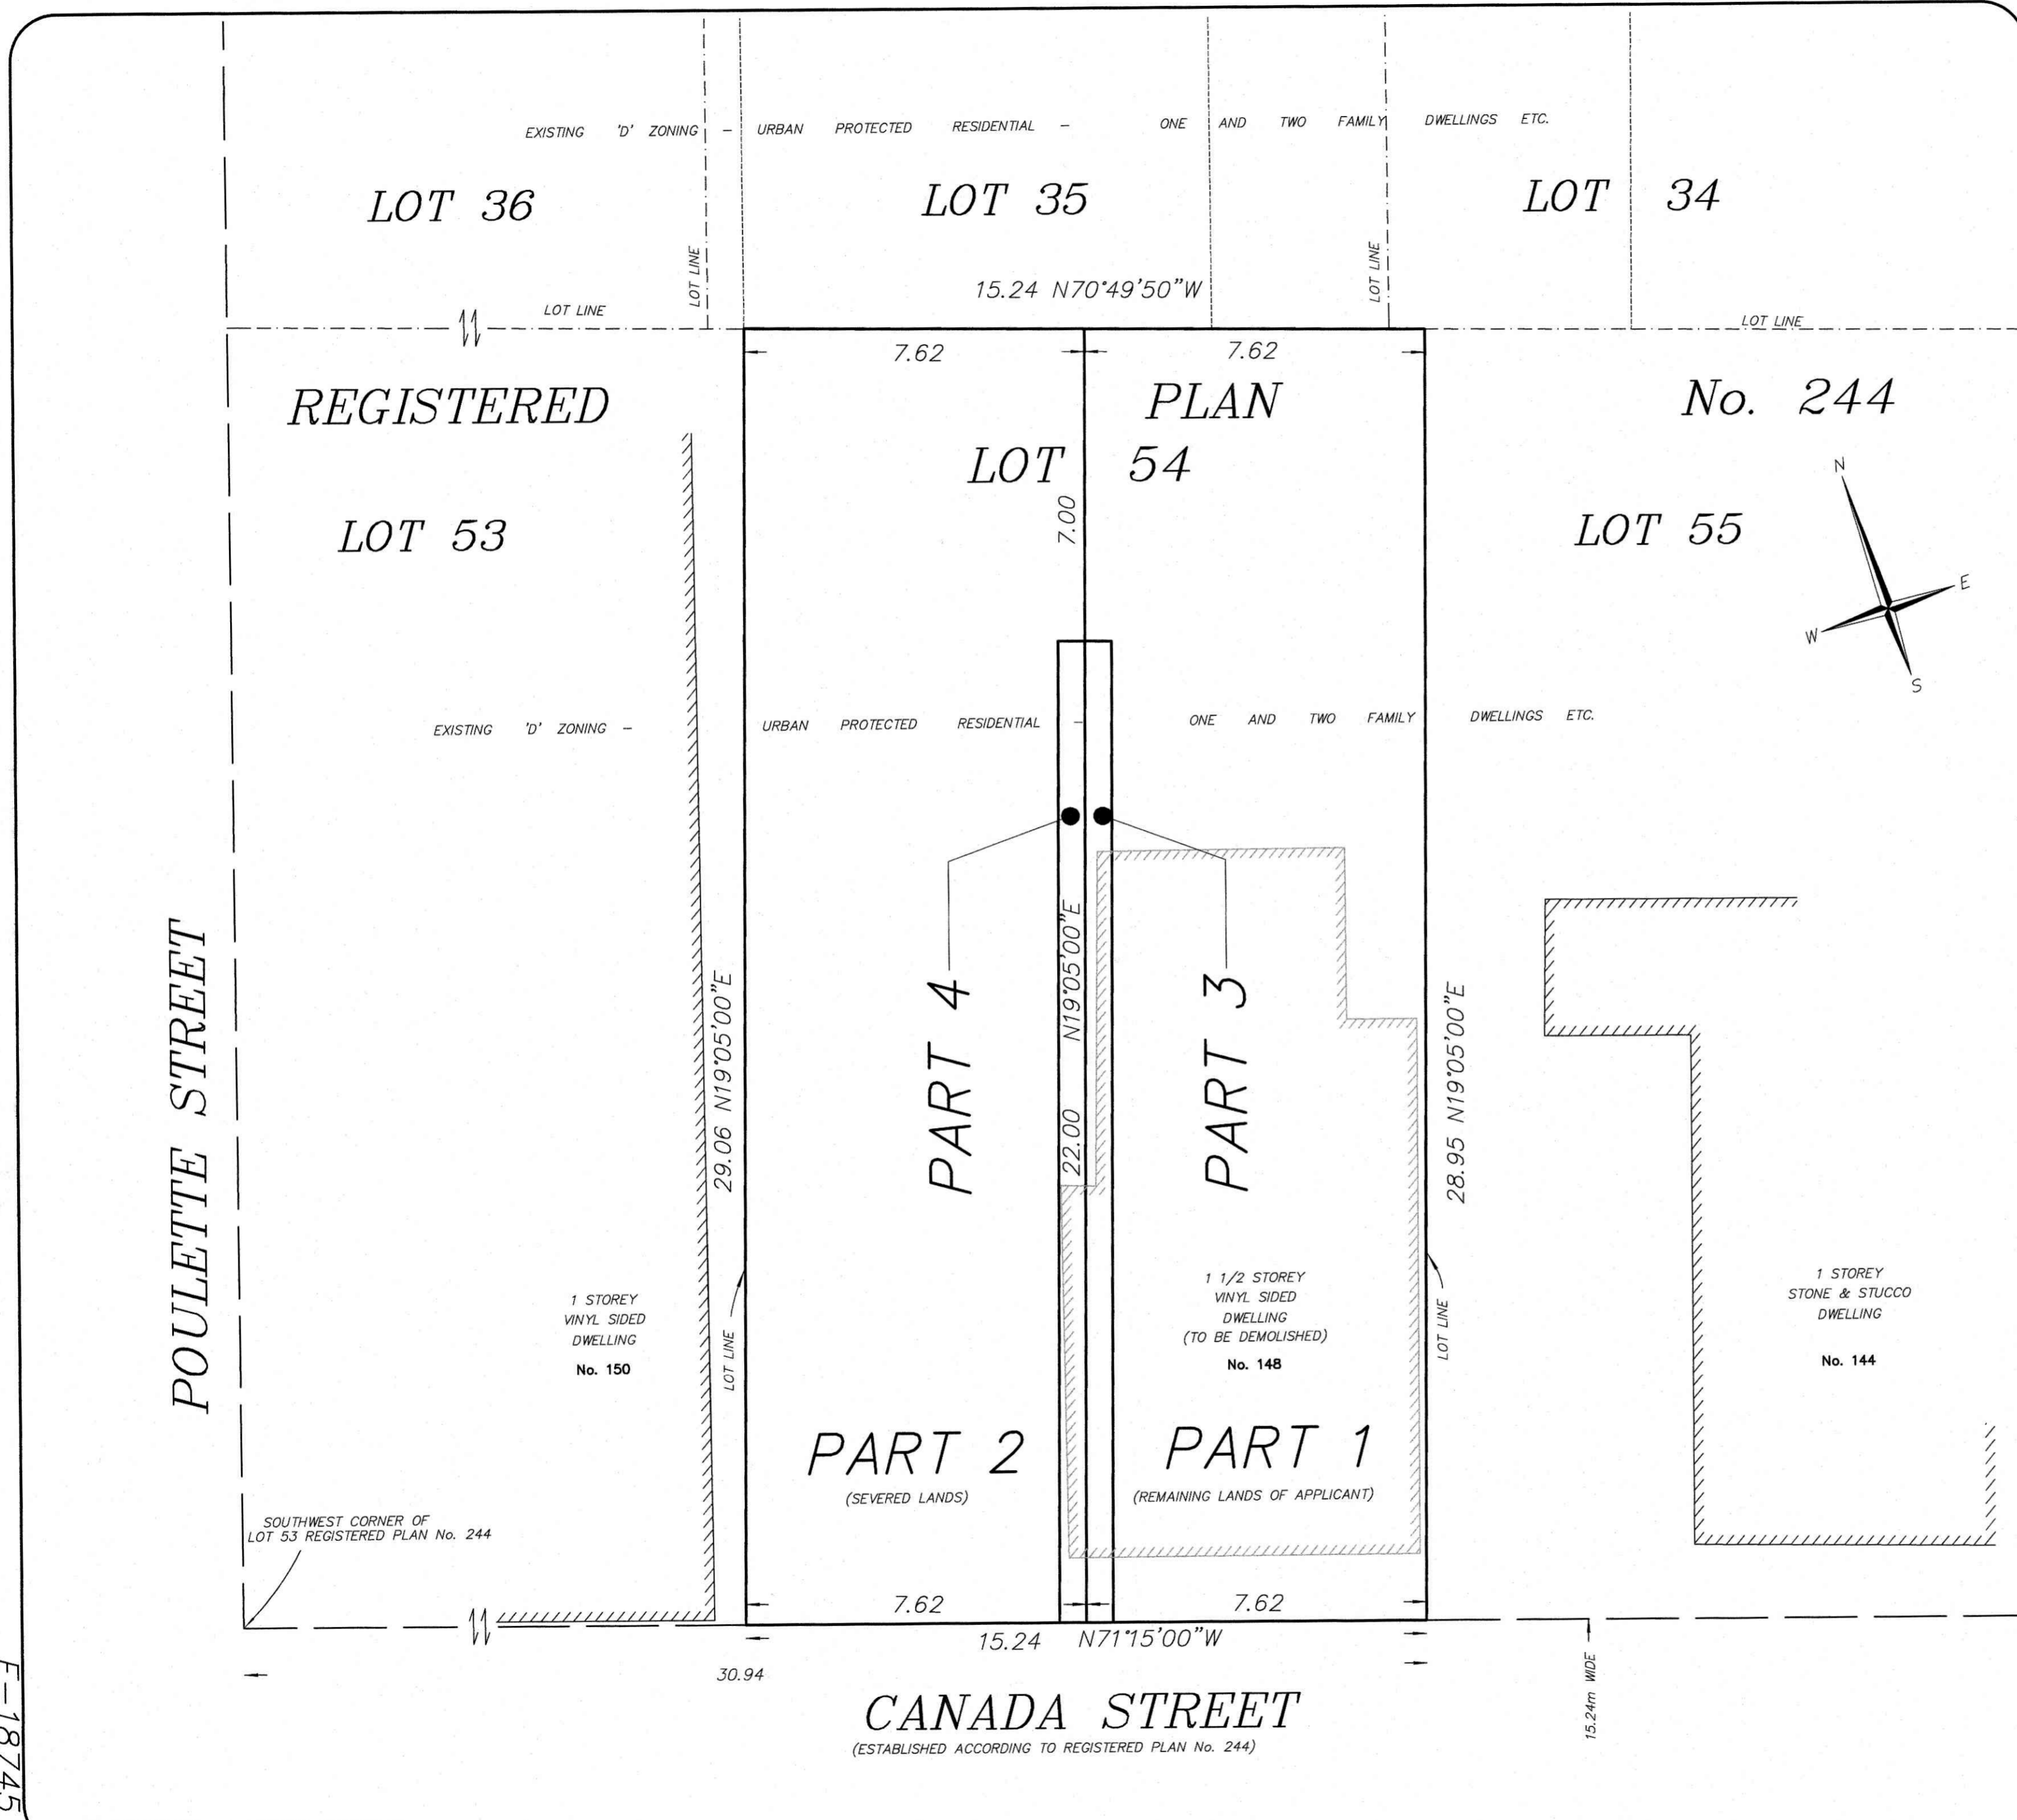 EXISTING 'D' ZONING – URBAN PROTECTED RESIDENTIAL – ONE AND TWO FAMILY DWELLINGS ETC.
LOT 36
LOT 35
LOT 34
LOT LINE
LOT LINE
15.24 N70°49'50"W
LOT LINE
LOT LINE
7.62
7.62
REGISTERED PLAN No. 244
LOT 54
LOT 53
7.00
LOT 55
N
E
W
S
EXISTING 'D' ZONING – URBAN PROTECTED RESIDENTIAL – ONE AND TWO FAMILY DWELLINGS ETC.
POULETTE STREET
29.06 N19°05'00"E
PART 4
22.00 N19°05'00"E
PART 3
28.95 N19°05'00"E
1 STOREY
VINYL SIDED
DWELLING
No. 150
LOT LINE
1 1/2 STOREY
VINYL SIDED
DWELLING
(TO BE DEMOLISHED)
No. 148
LOT LINE
1 STOREY
STONE & STUCCO
DWELLING
No. 144
PART 2
(SEVERED LANDS)
PART 1
(REMAINING LANDS OF APPLICANT)
SOUTHWEST CORNER OF
LOT 53 REGISTERED PLAN No. 244
7.62
7.62
15.24 N71°15'00"W
30.94
15.24m WIDE
CANADA STREET
(ESTABLISHED ACCORDING TO REGISTERED PLAN No. 244)
F-18745